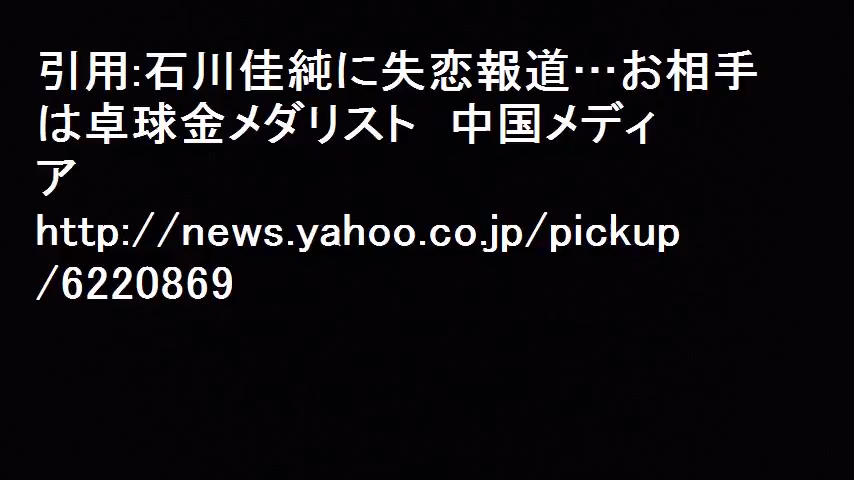 引用:石川佳純に失恋報道…お相手
は卓球金メダリスト　中国メディ
ア
http://news.yahoo.co.jp/pickup
/6220869